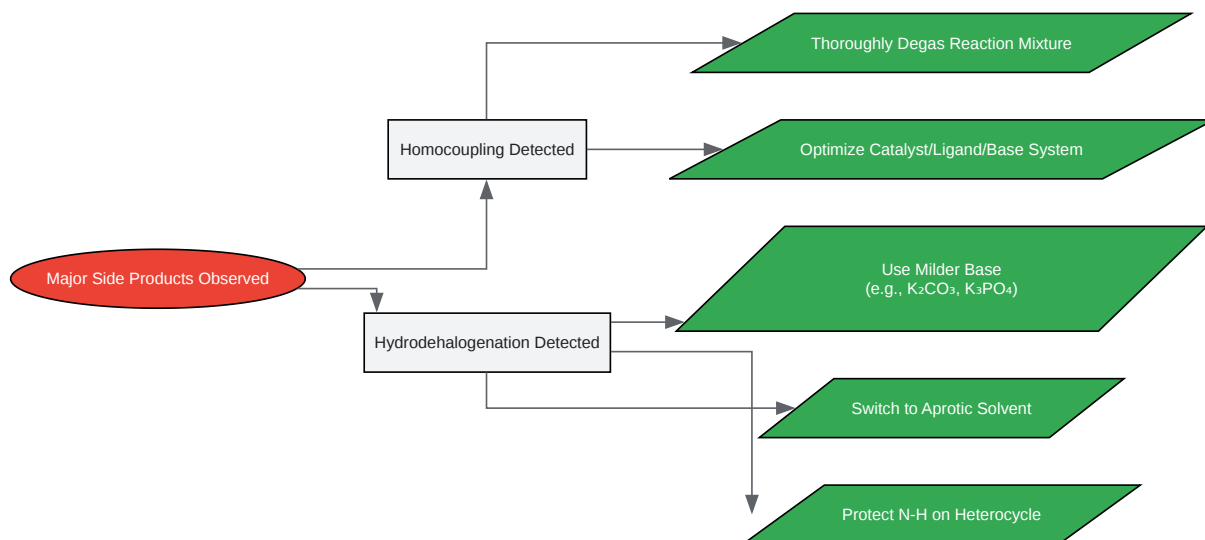 Thoroughly Degas Reaction Mixture
Homocoupling Detected
Optimize Catalyst/Ligand/Base System
Major Side Products Observed
Use Milder Base
(e.g., K₂CO₃, K₃PO₄)
Hydrodehalogenation Detected
Switch to Aprotic Solvent
Protect N-H on Heterocycle